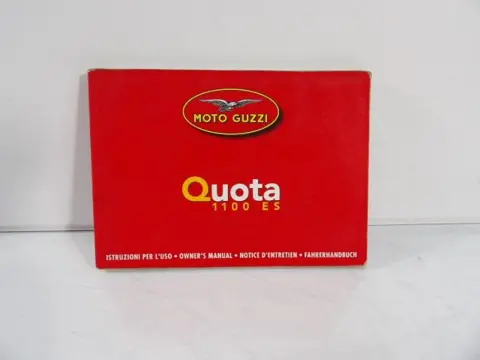 MOTO GUZZI
Quota
1100 ES
ISTRUZIONI PER L'USO • OWNER'S MANUAL • NOTICE D'ENTRETIEN • FAHRERHANDBUCH